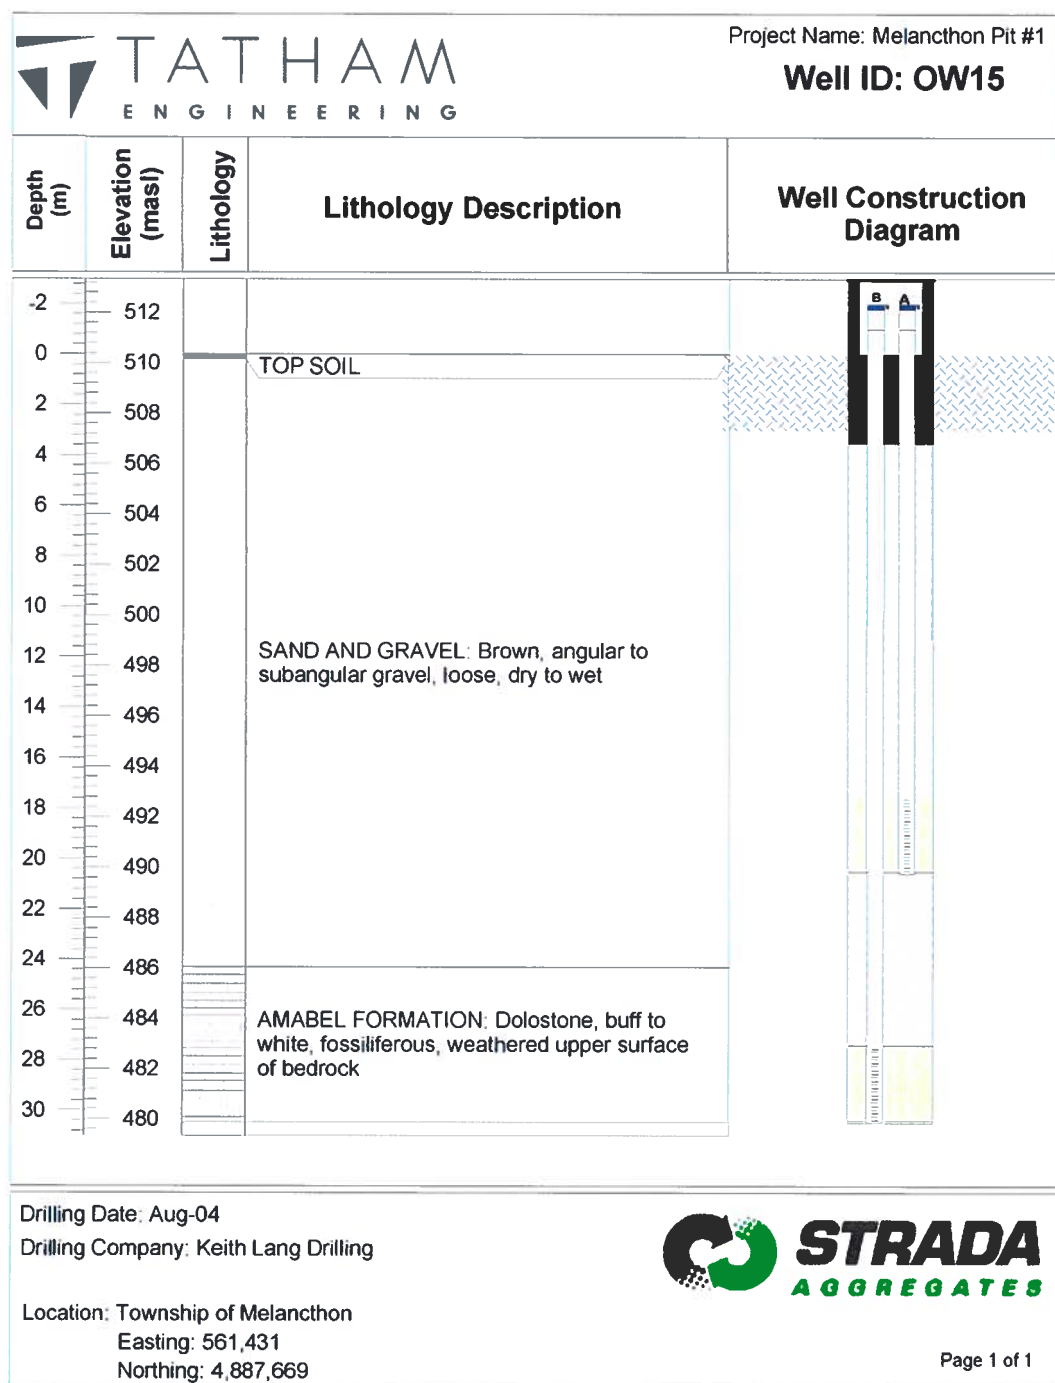 TATHAM
ENGINEERING
Project Name: Melancthon Pit #1
Well ID: OW15
Depth
(m)
Elevation
(masl)
Lithology
Lithology Description
Well Construction
Diagram
-2
0
2
4
6
8
10
12
14
16
18
20
22
24
26
28
30
512
510
508
506
504
502
500
498
496
494
492
490
488
486
484
482
480
TOP SOIL
SAND AND GRAVEL: Brown, angular to
subangular gravel, loose, dry to wet
AMABEL FORMATION: Dolostone, buff to
white, fossiliferous, weathered upper surface
of bedrock
B A
Drilling Date: Aug-04
Drilling Company: Keith Lang Drilling
Location: Township of Melancthon
Easting: 561,431
Northing: 4,887,669
STRADA
AGGREGATES
Page 1 of 1